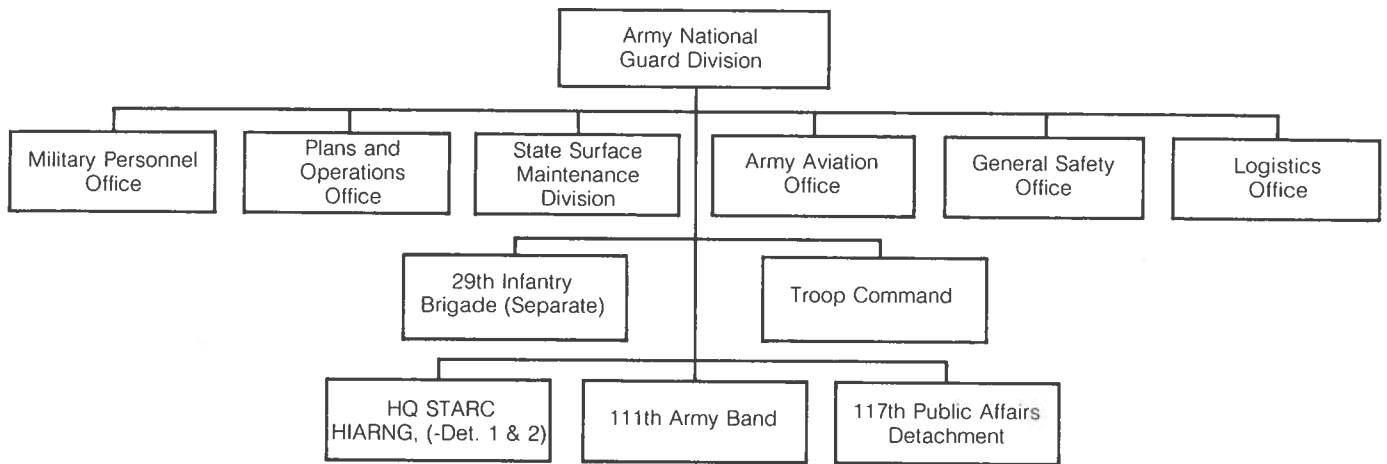 Army National
Guard Division
Military Personnel
Office
Plans and
Operations
Office
State Surface
Maintenance
Division
Army Aviation
Office
General Safety
Office
Logistics
Office
29th Infantry
Brigade (Separate)
Troop Command
HQ STARC
HIARNG, (-Det. 1 & 2)
111th Army Band
117th Public Affairs
Detachment